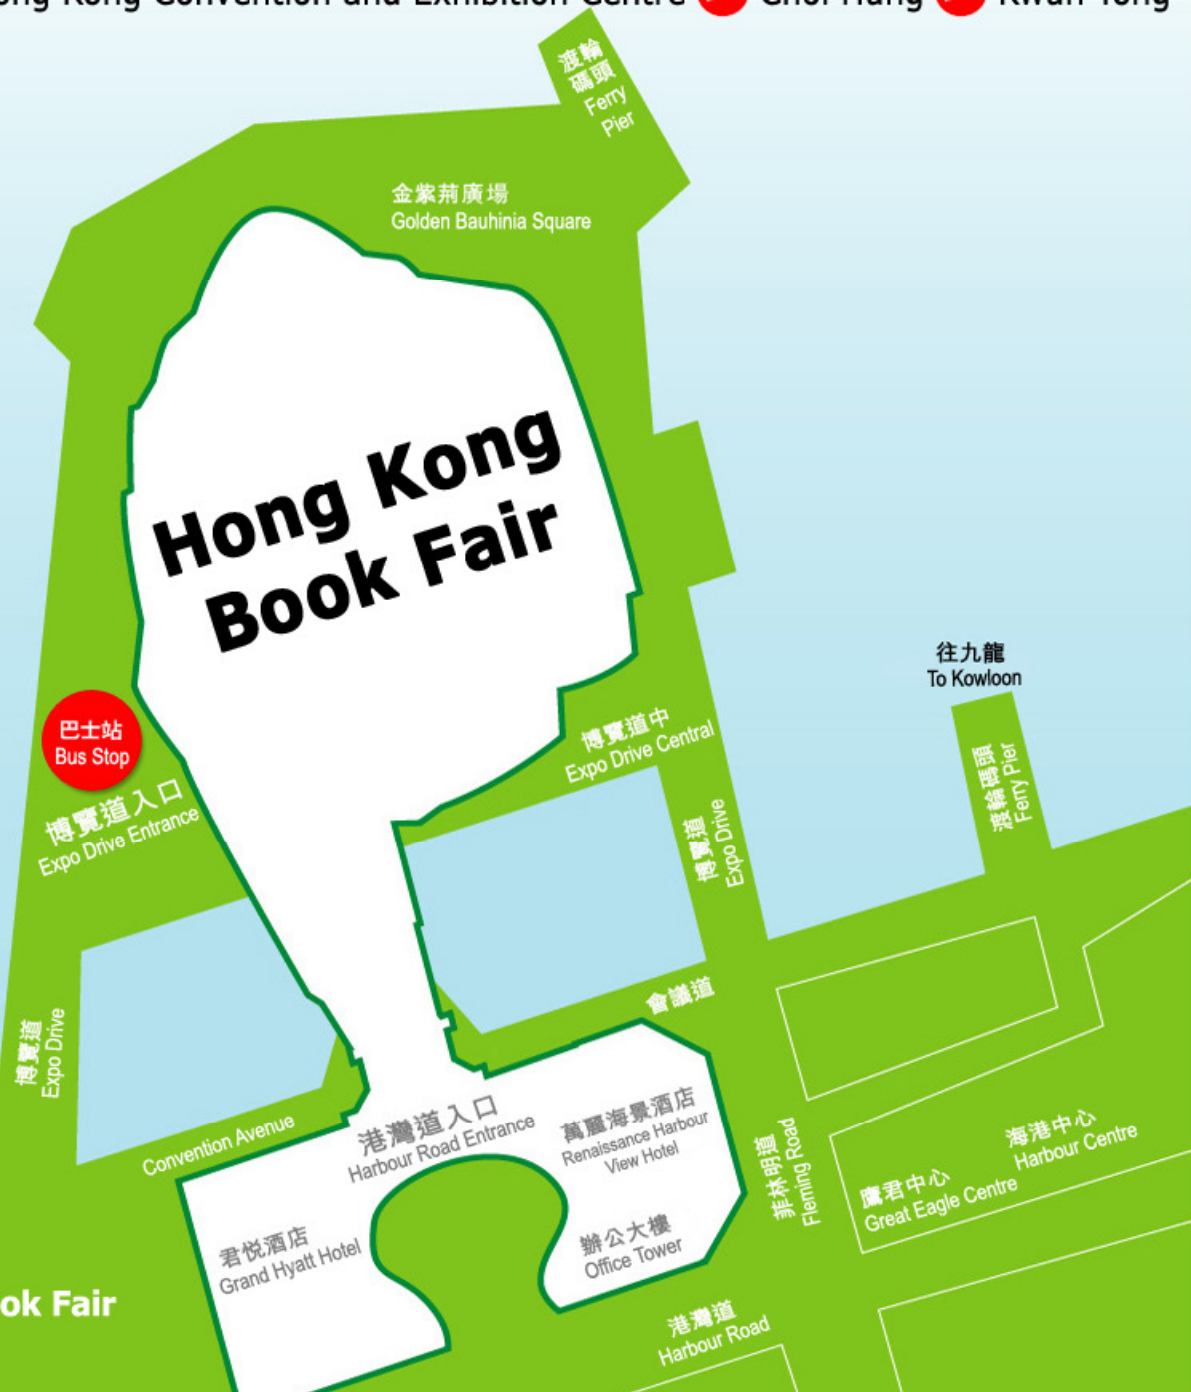 ong Kong Convention and Exhibition Centre Choi Hung Kwun Tong
渡輪
碼頭
Ferry
Pier
金紫荊廣場
Golden Bauhinia Square
Hong Kong
Book Fair
往九龍
To Kowloon
巴士站
Bus Stop
博覽道中
Expo Drive Central
渡輪碼頭
Ferry Pier
博覽道入口
Expo Drive Entrance
博覽道
Expo Drive
會議道
博覽道
Expo Drive
Convention Avenue
港灣道入口
Harbour Road Entrance
萬麗海景酒店
Renaissance Harbour
View Hotel
菲林明道
Fleming Road
海港中心
Harbour Centre
鷹君中心
Great Eagle Centre
君悅酒店
Grand Hyatt Hotel
辦公大樓
Office Tower
ok Fair
港灣道
Harbour Road